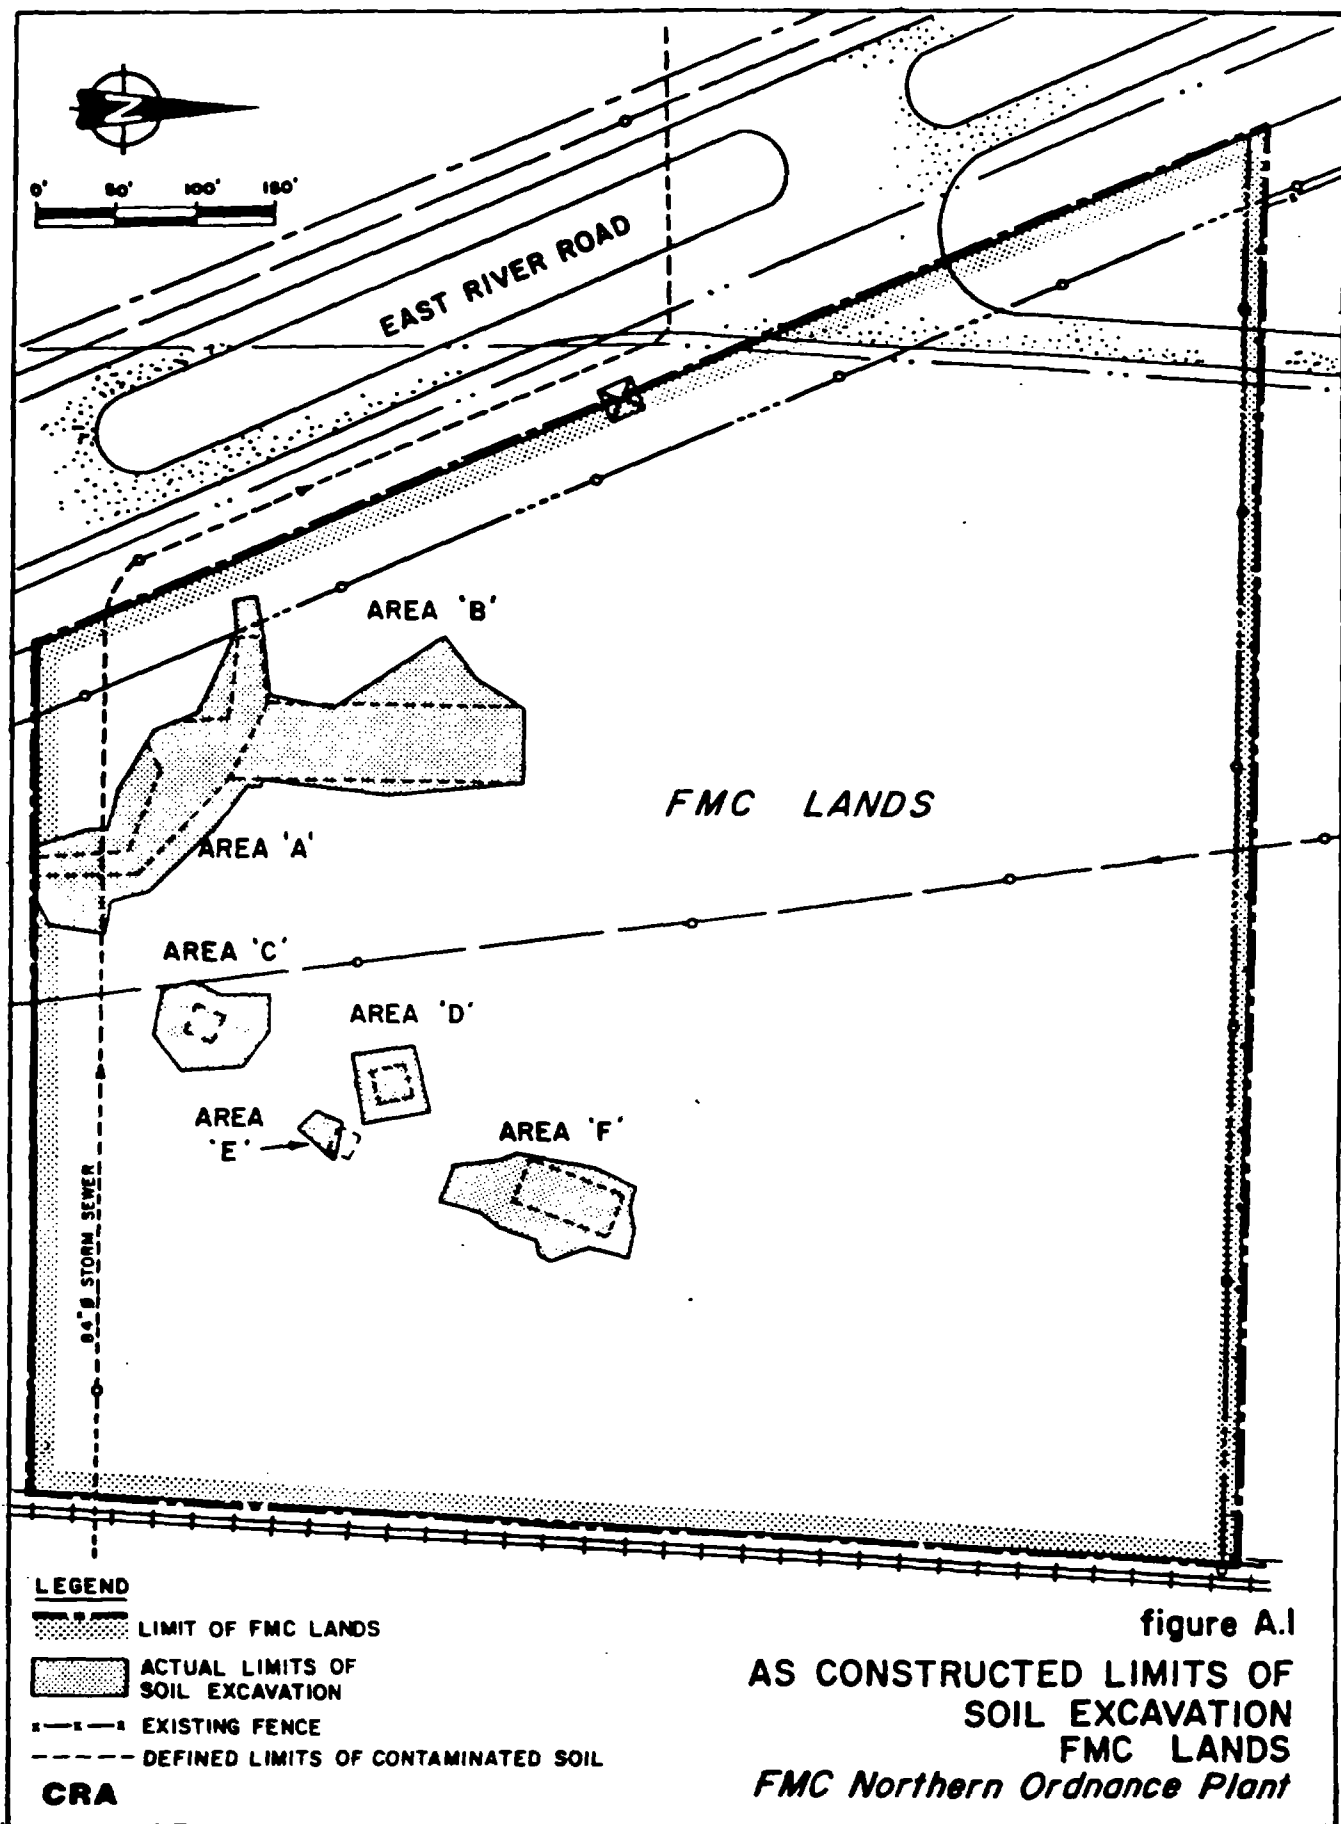 N
0' 50' 100' 150'
EAST RIVER ROAD
AREA 'B'
FMC LANDS
AREA 'A'
AREA 'C'
AREA 'D'
AREA
'E'
AREA 'F'
84"Ø STORM SEWER
LEGEND
LIMIT OF FMC LANDS
ACTUAL LIMITS OF
SOIL EXCAVATION
x—x—x EXISTING FENCE
------ DEFINED LIMITS OF CONTAMINATED SOIL
CRA
figure A.1
AS CONSTRUCTED LIMITS OF
SOIL EXCAVATION
FMC LANDS
FMC Northern Ordnance Plant